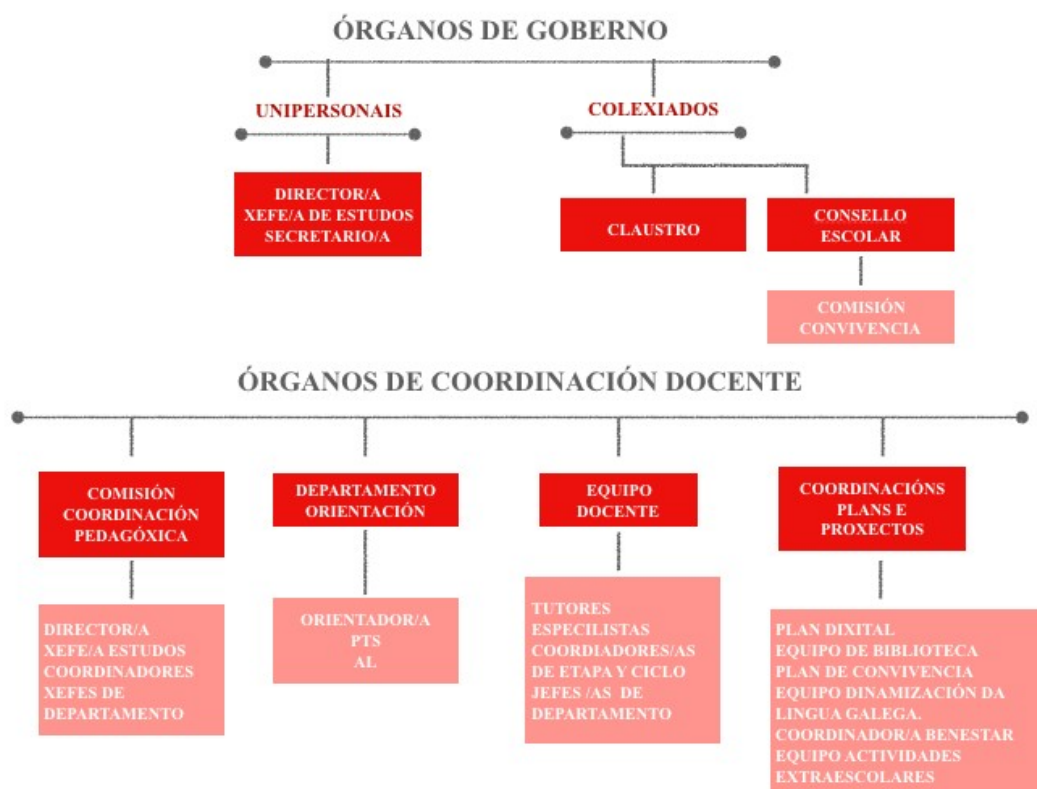 ÓRGANOS DE GOBERNO
UNIPERSONAIS
COLEXIADOS
DIRECTOR/A
XEFE/A DE ESTUDOS
SECRETARIO/A
CLAUSTRO
CONSELLO
ESCOLAR
COMISIÓN
CONVIVENCIA
ÓRGANOS DE COORDINACIÓN DOCENTE
COMISIÓN
COORDINACIÓN
PEDAGÓXICA
DEPARTAMENTO
ORIENTACIÓN
EQUIPO
DOCENTE
COORDINACIÓNS
PLANS E
PROXECTOS
DIRECTOR/A
XEFE/A ESTUDOS
COORDINADORES
XEFES DE
DEPARTAMENTO
ORIENTADOR/A
PTS
AL
TUTORES
ESPECILISTAS
COORDIADORES/AS
DE ETAPA Y CICLO
JEFES /AS DE
DEPARTAMENTO
PLAN DIXITAL
EQUIPO DE BIBLIOTECA
PLAN DE CONVIVENCIA
EQUIPO DINAMIZACIÓN DA
LINGUA GALEGA.
COORDINADOR/A BENESTAR
EQUIPO ACTIVIDADES
EXTRAESCOLARES